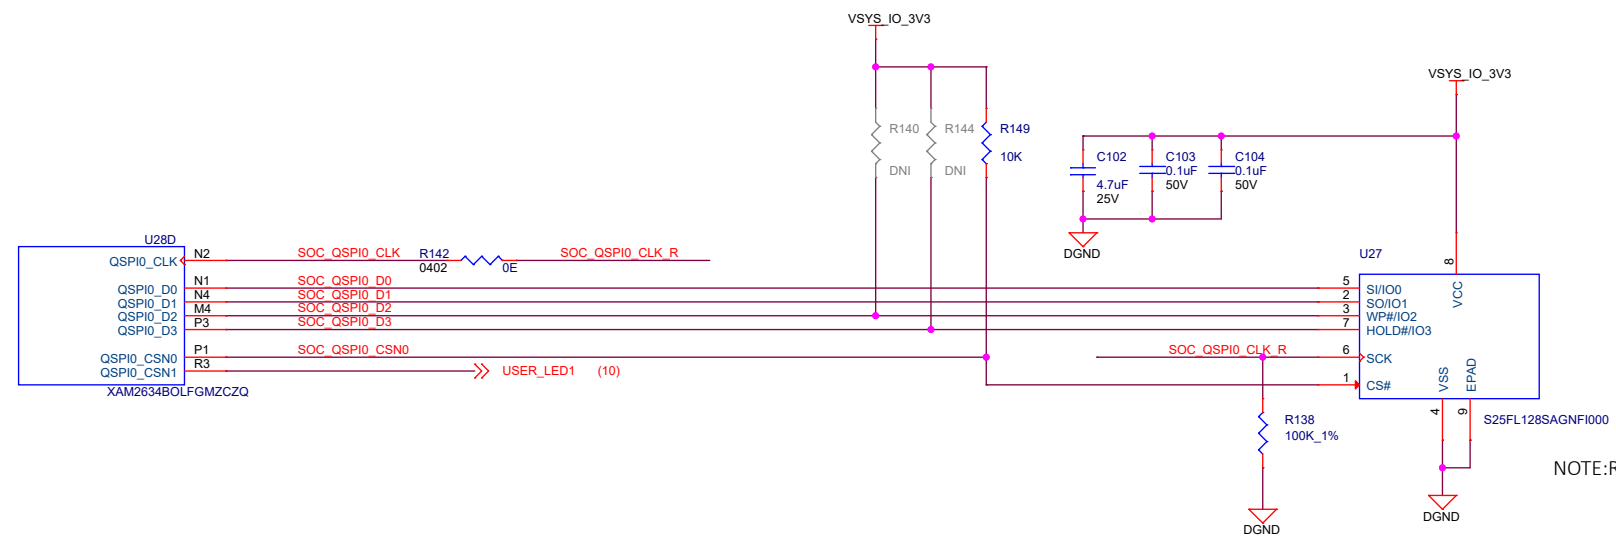 VSYS_IO_3V3
VSYS_IO_3V3
R140
R144
R149
DNI
DNI
10K
C102
C103
C104
4.7uF
0.1uF
0.1uF
25V
50V
50V
DGND
U28D
QSPI0_CLK
N2
SOC_QSPI0_CLK
R142
0402
0E
SOC_QSPI0_CLK_R
QSPI0_D0
N1
SOC_QSPI0_D0
QSPI0_D1
N4
SOC_QSPI0_D1
QSPI0_D2
M4
SOC_QSPI0_D2
QSPI0_D3
P3
SOC_QSPI0_D3
QSPI0_CSN0
P1
SOC_QSPI0_CSN0
QSPI0_CSN1
R3
USER_LED1 (10)
XAM2634BOLFGMZCZQ
U27
8
VCC
5
SI/IO0
2
SO/IO1
3
WP#/IO2
7
HOLD#/IO3
SOC_QSPI0_CLK_R
6
SCK
1
CS#
VSS
EPAD
4
9
S25FL128SAGNFI000
R138
100K_1%
NOTE:R
DGND
DGND